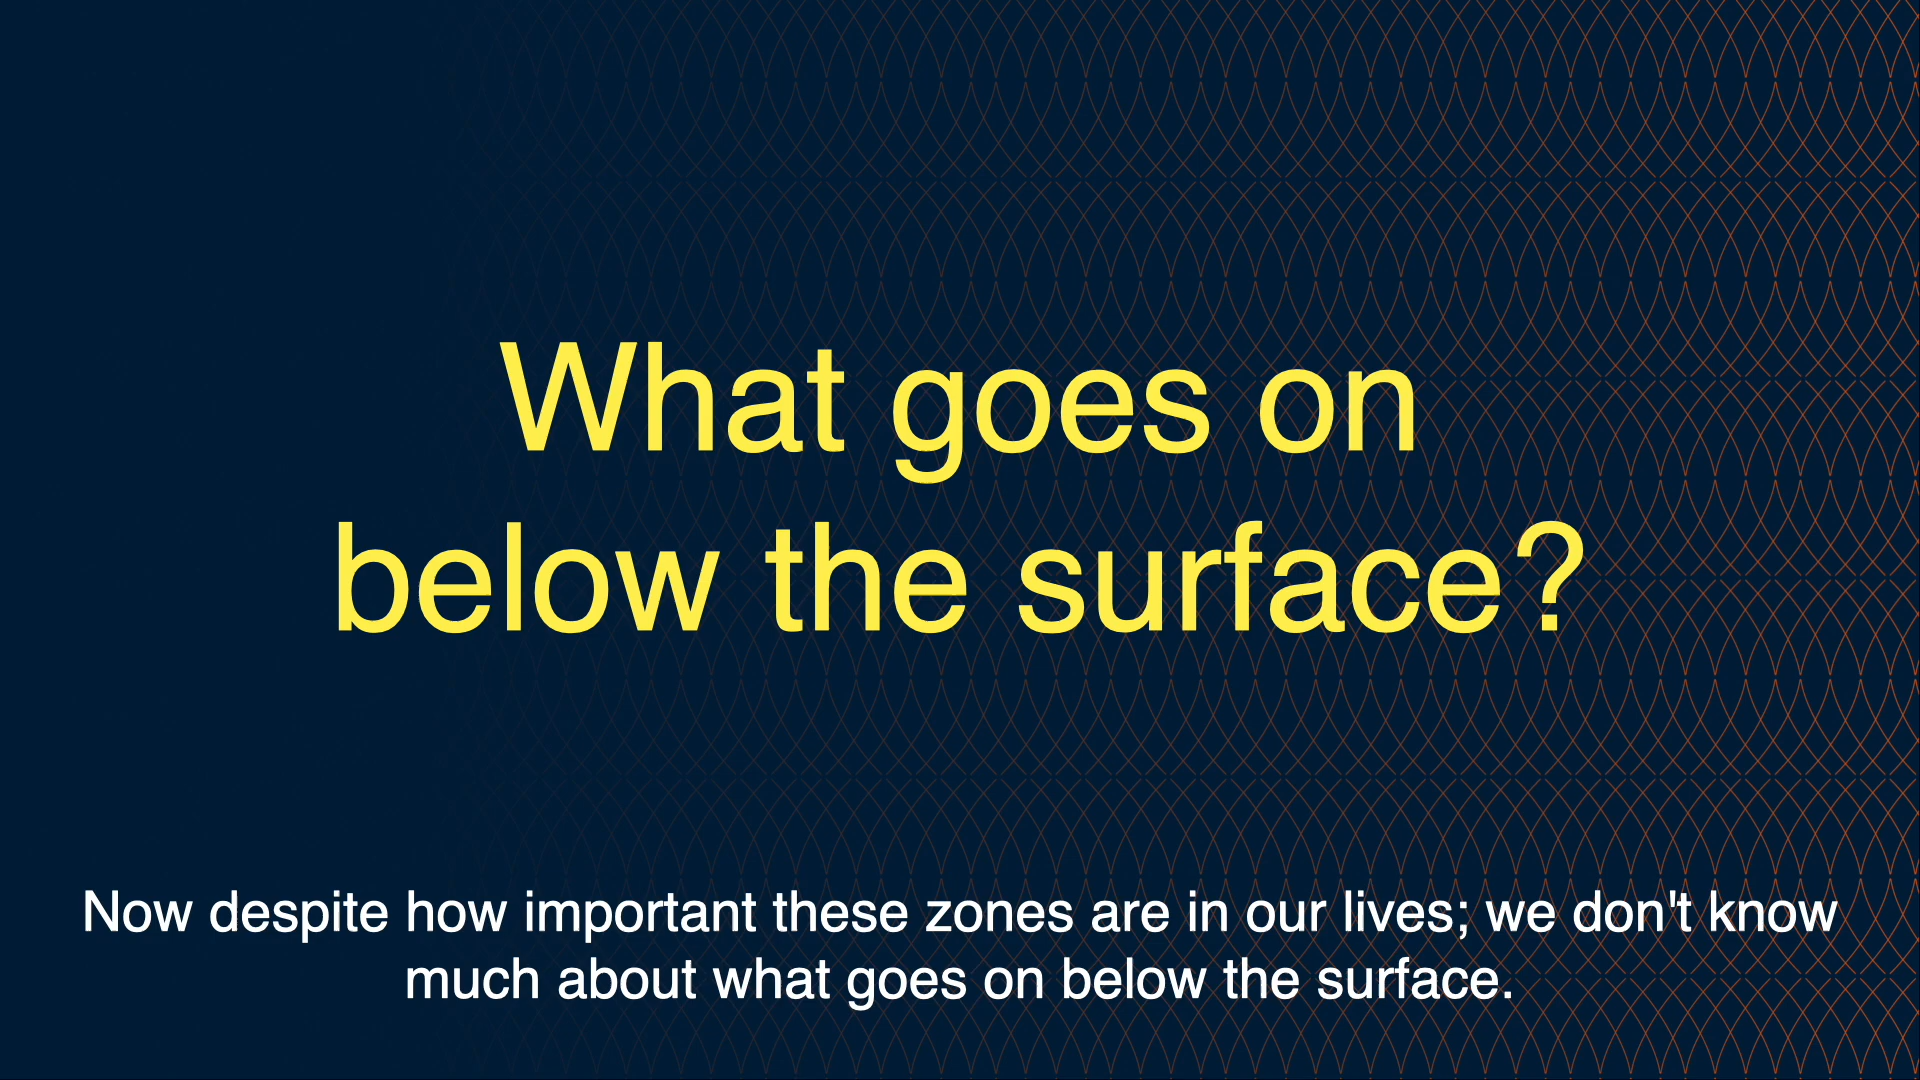 What goes on
below the surface?
Now despite how important these zones are in our lives; we don't know
much about what goes on below the surface.